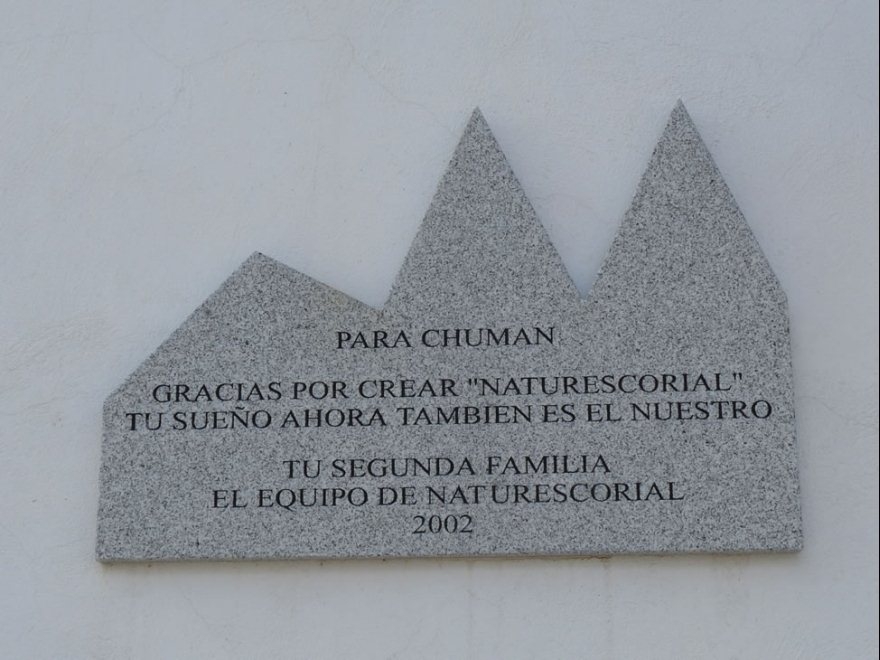 PARA CHUMAN
GRACIAS POR CREAR "NATURESCORIAL"
TU SUEÑO AHORA TAMBIEN ES EL NUESTRO
TU SEGUNDA FAMILIA
EL EQUIPO DE NATURESCORIAL
2002